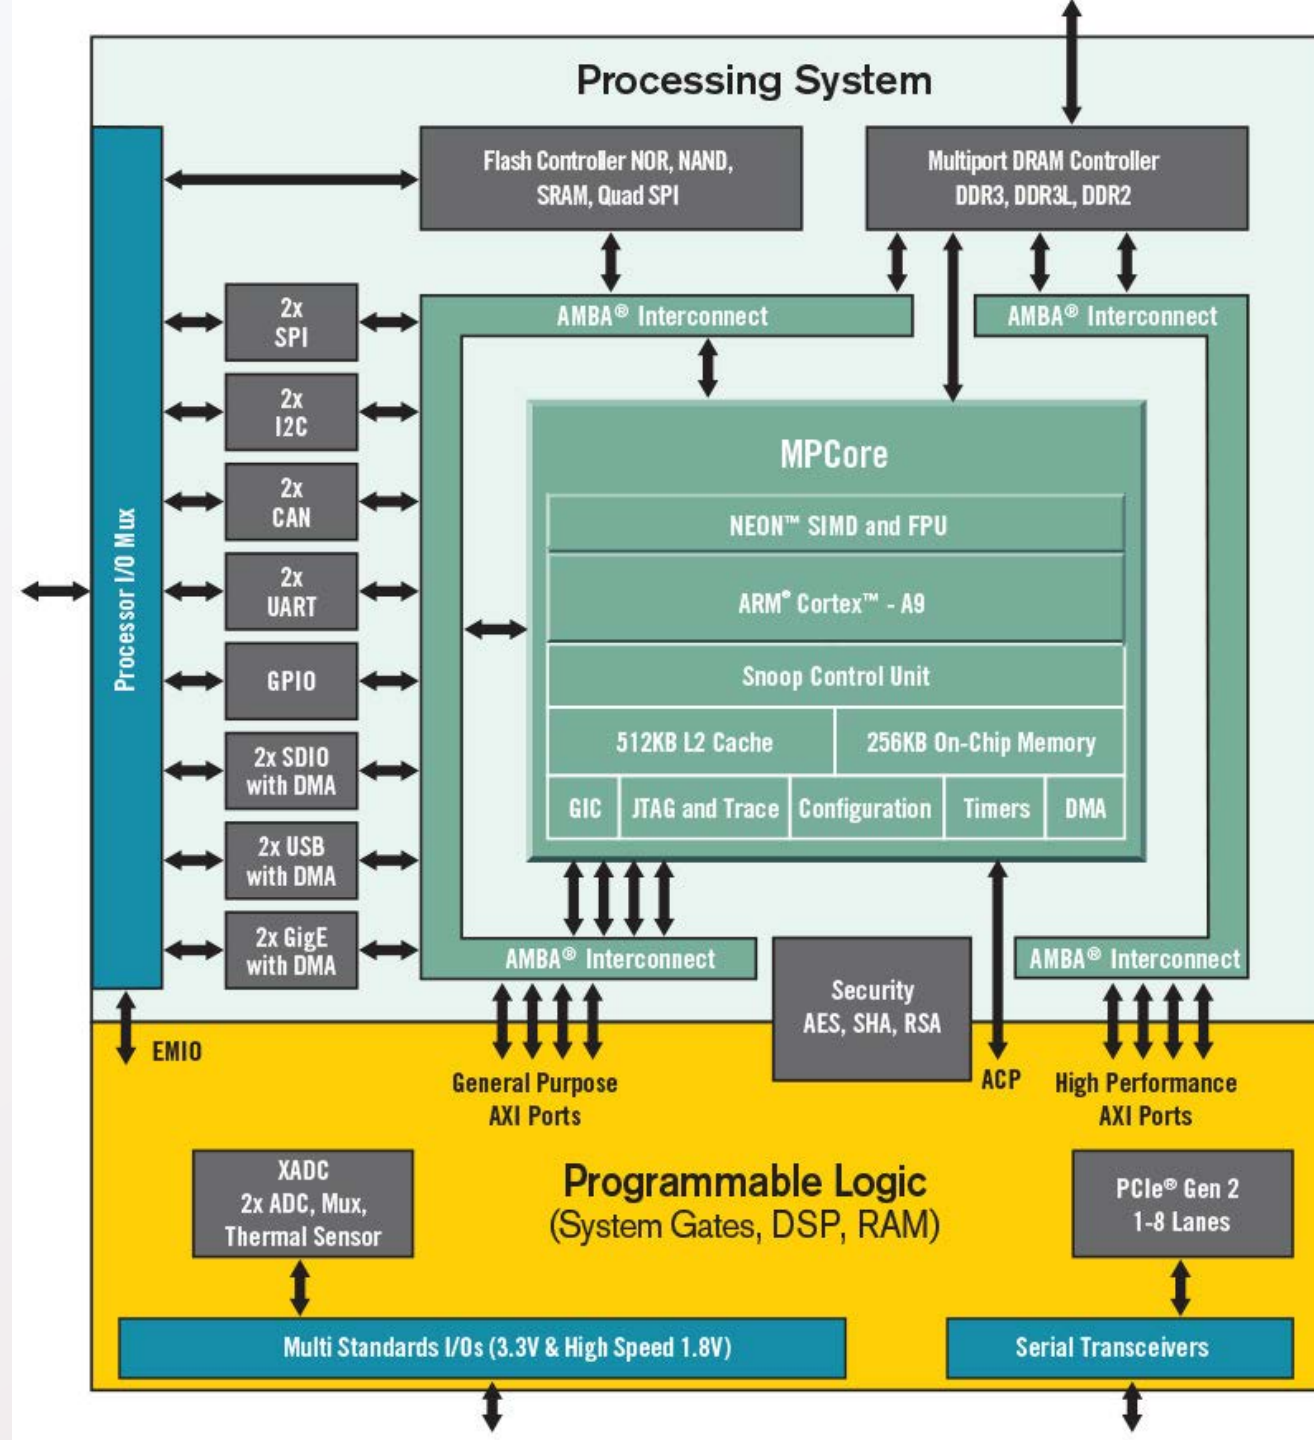 Processing System
Flash Controller NOR, NAND,
SRAM, Quad SPI
Multiport DRAM Controller
DDR3, DDR3L, DDR2
AMBA® Interconnect
AMBA® Interconnect
Processor I/O Mux
2x
SPI
2x
I2C
2x
CAN
2x
UART
GPIO
2x SDIO
with DMA
2x USB
with DMA
2x GigE
with DMA
MPCore
NEON™ SIMD and FPU
ARM® Cortex™ - A9
Snoop Control Unit
512KB L2 Cache
256KB On-Chip Memory
GIC
JTAG and Trace
Configuration
Timers
DMA
AMBA® Interconnect
AMBA® Interconnect
Security
AES, SHA, RSA
EMIO
General Purpose
AXI Ports
ACP
High Performance
AXI Ports
XADC
2x ADC, Mux,
Thermal Sensor
Programmable Logic
(System Gates, DSP, RAM)
PCIe® Gen 2
1-8 Lanes
Multi Standards I/Os (3.3V & High Speed 1.8V)
Serial Transceivers